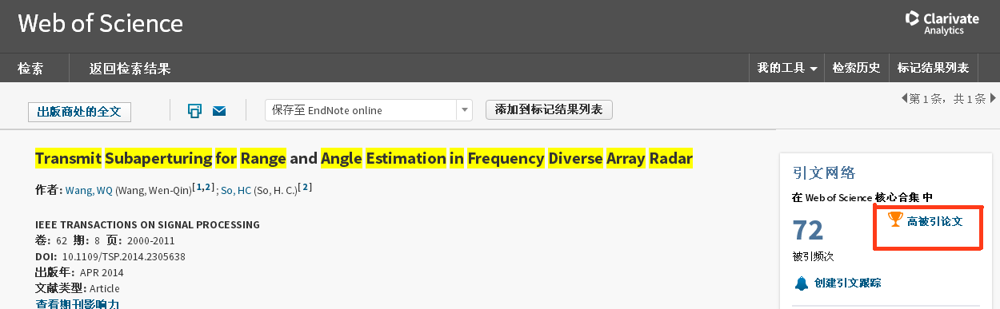 Web of Science
Clarivate
Analytics
检索
返回检索结果
我的工具
检索历史
标记结果列表
出版商处的全文
保存至 EndNote online
添加到标记结果列表
第 1 条，共 1 条
Transmit Subaperturing for Range and Angle Estimation in Frequency Diverse Array Radar
作者: Wang, WQ (Wang, Wen-Qin)[ 1,2 ] ; So, HC (So, H. C.)[ 2 ]
IEEE TRANSACTIONS ON SIGNAL PROCESSING
卷: 62 期: 8 页: 2000-2011
DOI: 10.1109/TSP.2014.2305638
出版年: APR 2014
文献类型: Article
查看期刊影响力
引文网络
在 Web of Science 核心合集 中
72
高被引论文
被引频次
创建引文跟踪